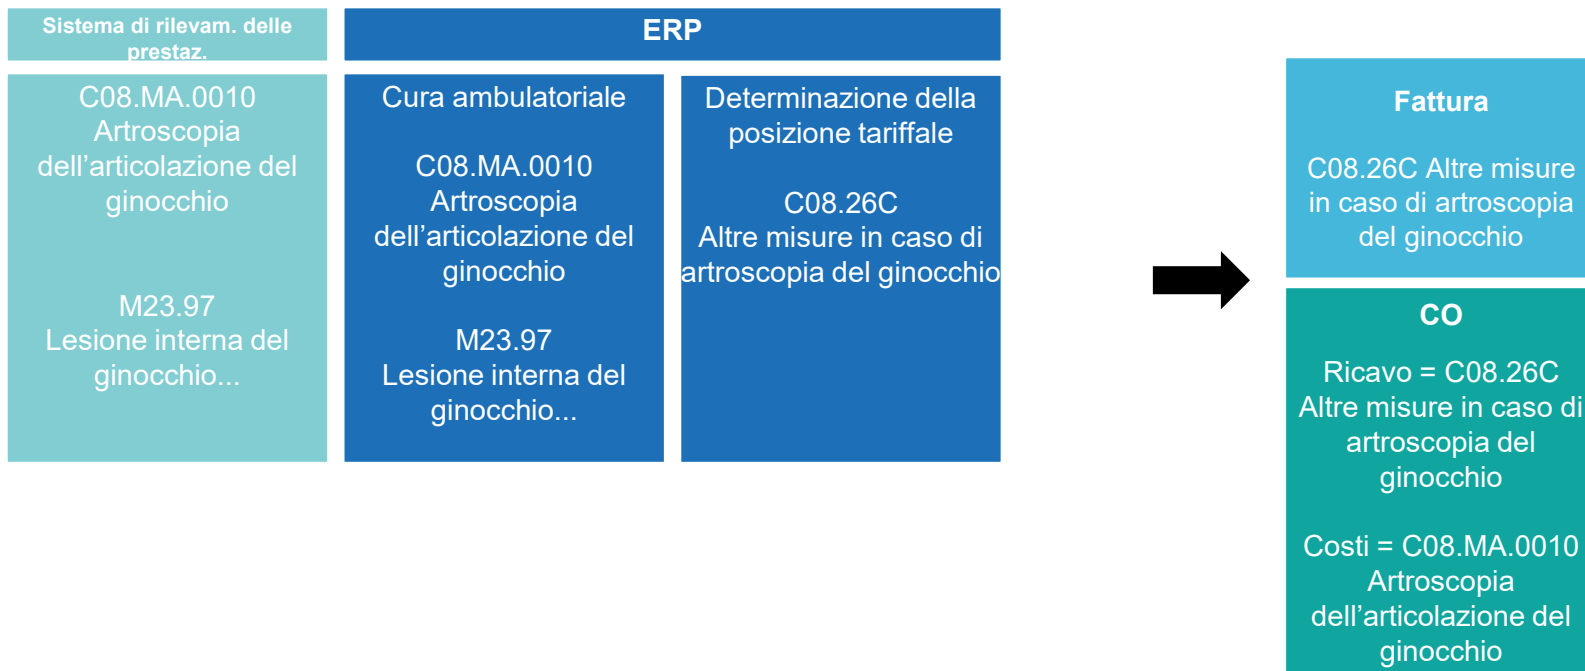 Sistema di rilevam. delle
prestaz.
ERP
C08.MA.0010
Artroscopia
dell’articolazione del
ginocchio
M23.97
Lesione interna del
ginocchio...
Cura ambulatoriale
C08.MA.0010
Artroscopia
dell’articolazione del
ginocchio
M23.97
Lesione interna del
ginocchio...
Determinazione della
posizione tariffale
C08.26C
Altre misure in caso di
artroscopia del ginocchio
Fattura
C08.26C Altre misure
in caso di artroscopia
del ginocchio
CO
Ricavo = C08.26C
Altre misure in caso di
artroscopia del
ginocchio
Costi = C08.MA.0010
Artroscopia
dell’articolazione del
ginocchio